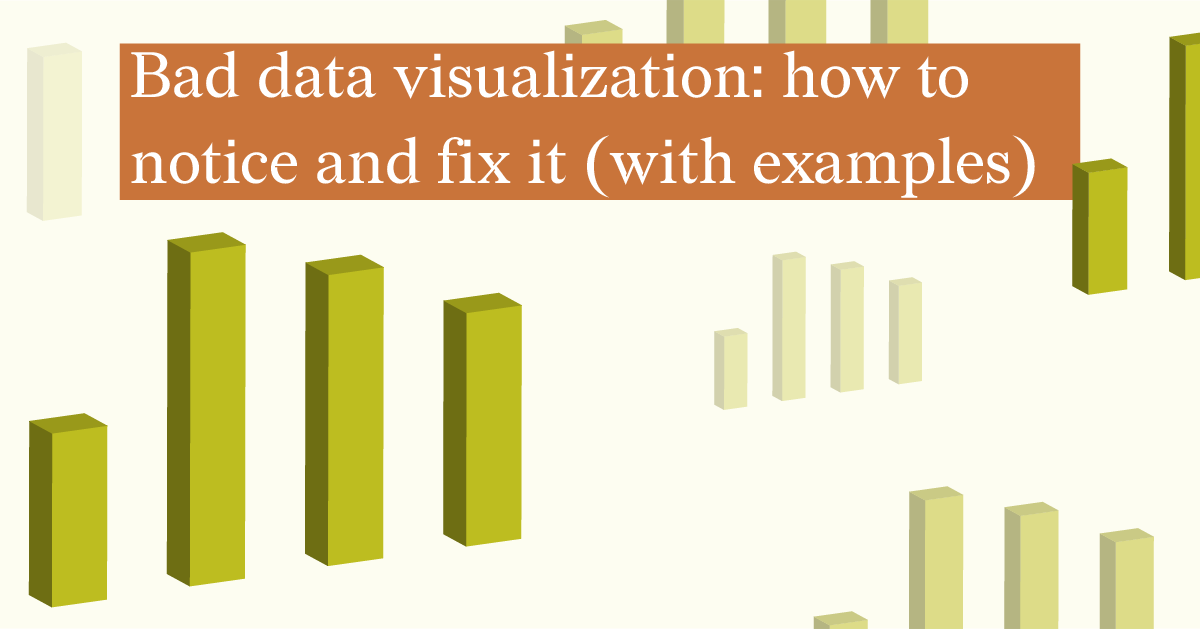 Bad data visualization: how to
notice and fix it (with examples)